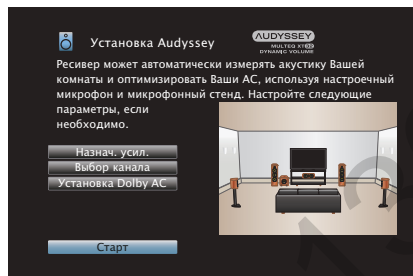 Установка Audyssey
AUDYSSEY
MULTEQ XT32
DYNAMIC VOLUME
Ресивер может автоматически измерять акустику Вашей
комнаты и оптимизировать Ваши АС, используя настроечный
микрофон и микрофонный стенд. Настройте следующие
параметры, если
необходимо.
Назнач. усил.
Выбор канала
Установка Dolby АС
Старт